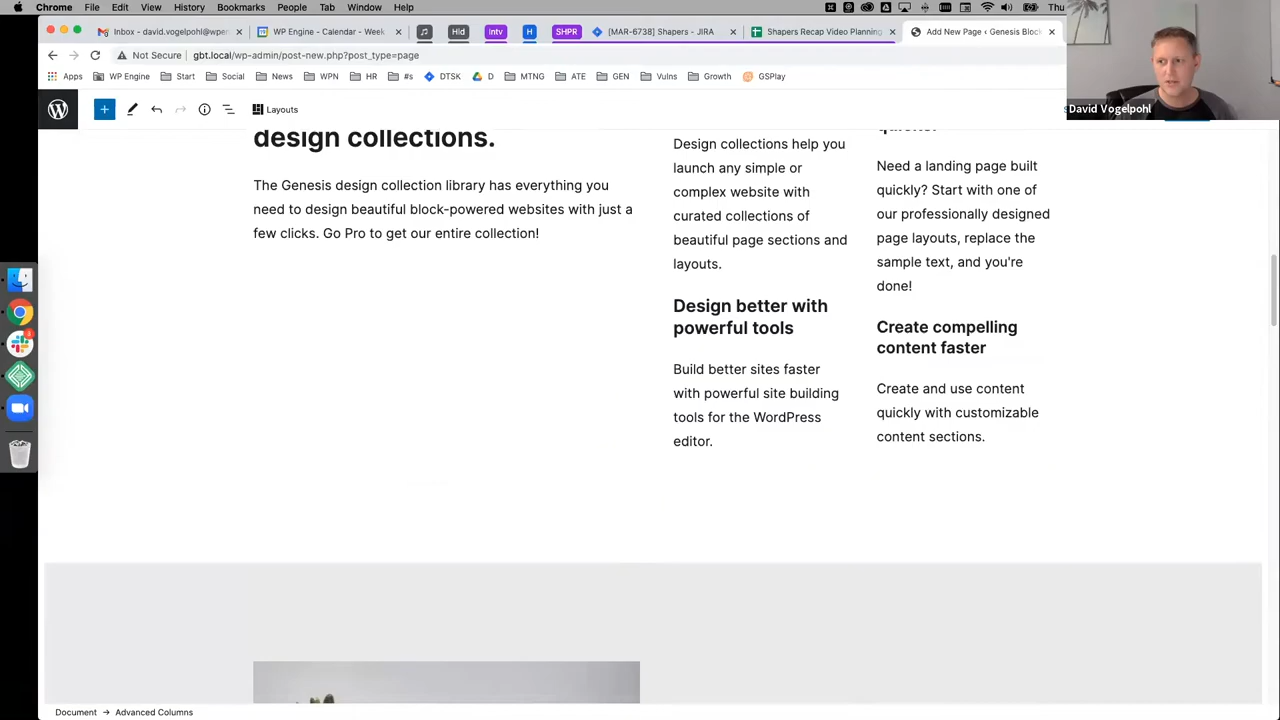 Chrome File Edit View History Bookmarks People Tab Window Help Thu
Inbox - david.vogelpohl@wpen
WP Engine - Calendar - Week
Hid
Intv
H
SHPR
[MAR-6738] Shapers - JIRA
Shapers Recap Video Planning
Add New Page ‹ Genesis Block
Not Secure gbt.local/wp-admin/post-new.php?post_type=page
Apps WP Engine Start Social News WPN HR #s DTSK D MTNG ATE GEN Vulns Growth GSPlay
David Vogelpohl
Layouts
design collections.
The Genesis design collection library has everything you
need to design beautiful block-powered websites with just a
few clicks. Go Pro to get our entire collection!
Design collections help you
launch any simple or
complex website with
curated collections of
beautiful page sections and
layouts.
Design better with
powerful tools
Build better sites faster
with powerful site building
tools for the WordPress
editor.
Need a landing page built
quickly? Start with one of
our professionally designed
page layouts, replace the
sample text, and you're
done!
Create compelling
content faster
Create and use content
quickly with customizable
content sections.
Document → Advanced Columns